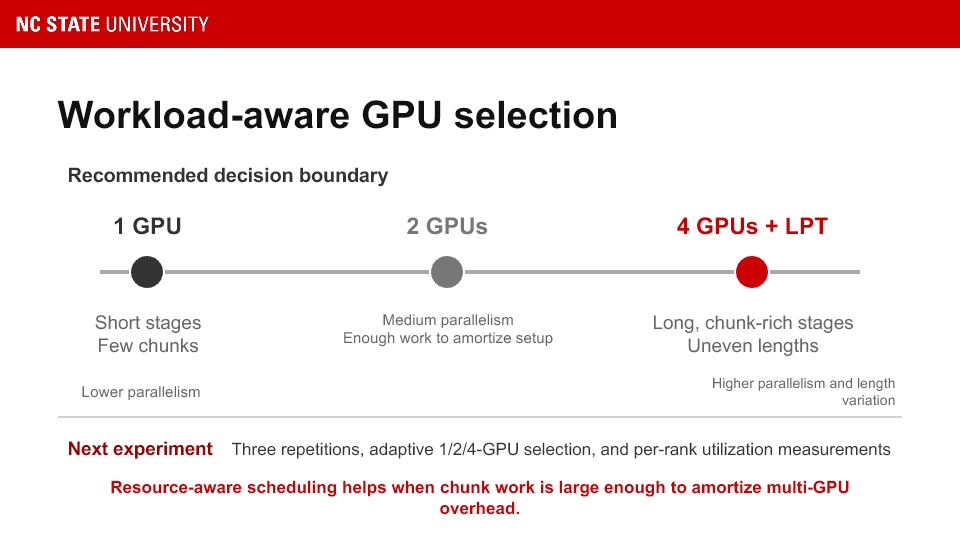 NC STATE UNIVERSITY
Workload-aware GPU selection
Recommended decision boundary
1 GPU
2 GPUs
4 GPUs + LPT
Short stages
Few chunks
Medium parallelism
Enough work to amortize setup
Long, chunk-rich stages
Uneven lengths
Lower parallelism
Higher parallelism and length
variation
Next experiment Three repetitions, adaptive 1/2/4-GPU selection, and per-rank utilization measurements
Resource-aware scheduling helps when chunk work is large enough to amortize multi-GPU
overhead.